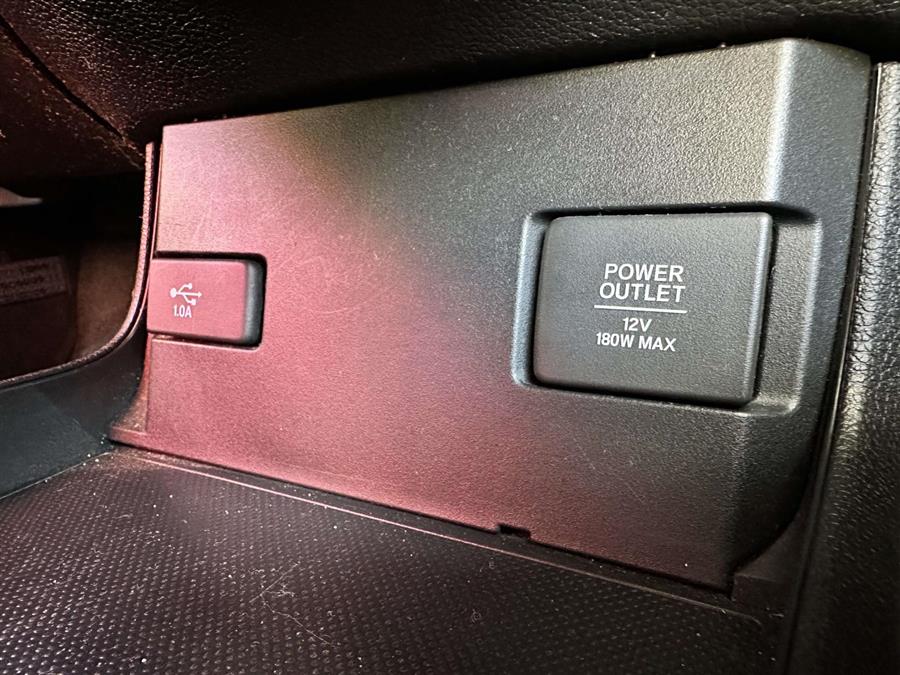 1.0A
POWER
OUTLET
12V
180W MAX